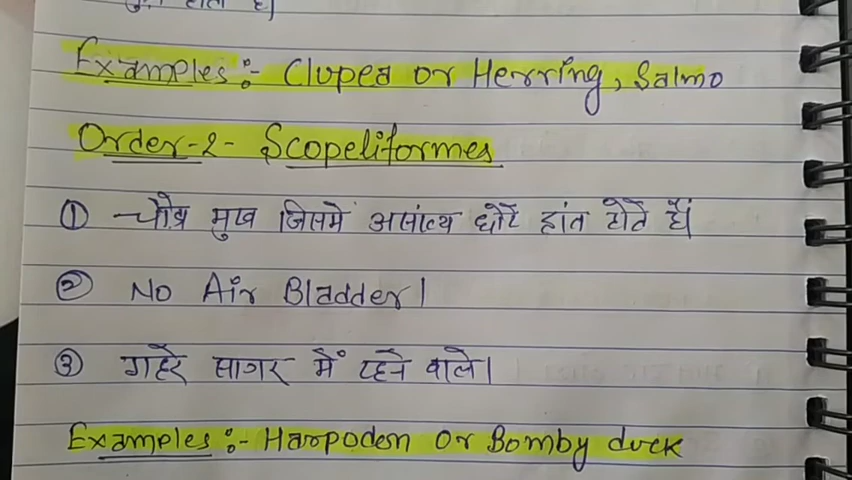 होता है|
Examples:- Clupea or Herring, Salmo
Order-2- Scopeliformes
① चौड़ा मुख जिसमें असंख्य छोटे दांत होते हैं|
② No Air Bladder|
③ गहरे सागर में रहने वाले|
Examples:- Harpodon or Bomby duck